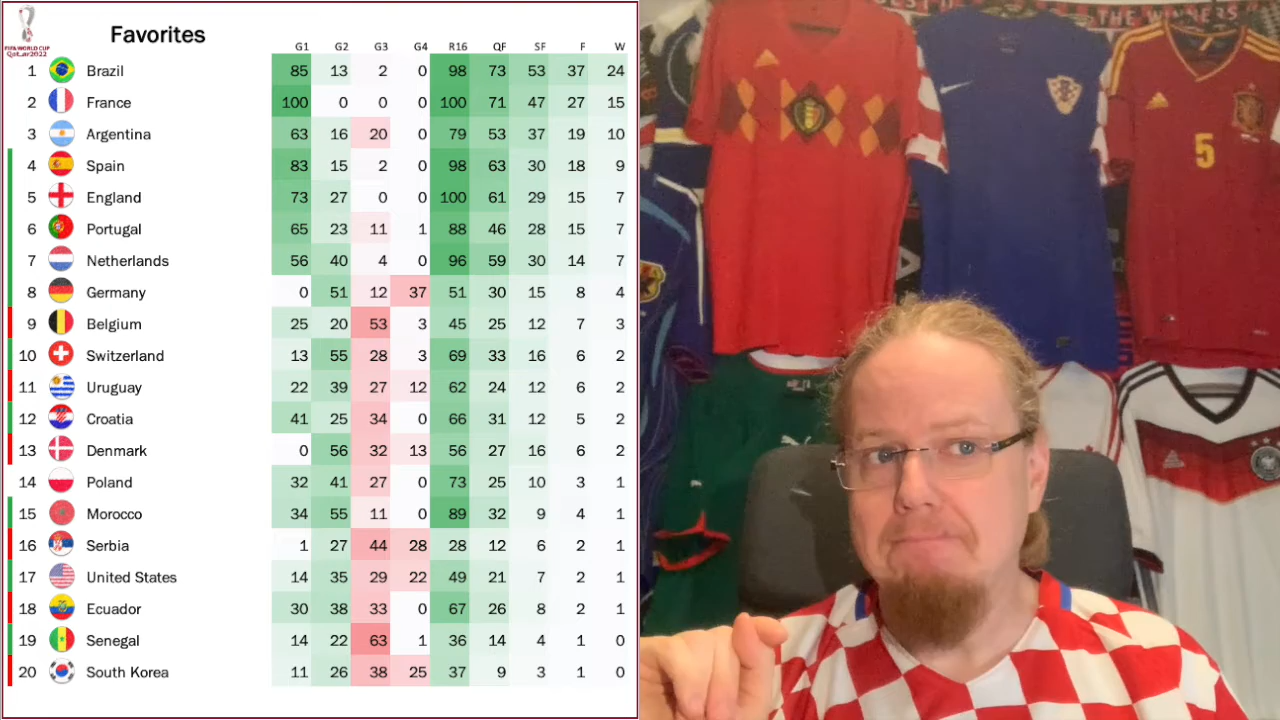 FIFA WORLD CUP
Qatar2022
Favorites
G1 G2 G3 G4 R16 QF SF F W
1 Brazil 85 13 2 0 98 73 53 37 24
2 France 100 0 0 0 100 71 47 27 15
3 Argentina 63 16 20 0 79 53 37 19 10
4 Spain 83 15 2 0 98 63 30 18 9
5 England 73 27 0 0 100 61 29 15 7
6 Portugal 65 23 11 1 88 46 28 15 7
7 Netherlands 56 40 4 0 96 59 30 14 7
8 Germany 0 51 12 37 51 30 15 8 4
9 Belgium 25 20 53 3 45 25 12 7 3
10 Switzerland 13 55 28 3 69 33 16 6 2
11 Uruguay 22 39 27 12 62 24 12 6 2
12 Croatia 41 25 34 0 66 31 12 5 2
13 Denmark 0 56 32 13 56 27 16 6 2
14 Poland 32 41 27 0 73 25 10 3 1
15 Morocco 34 55 11 0 89 32 9 4 1
16 Serbia 1 27 44 28 28 12 6 2 1
17 United States 14 35 29 22 49 21 7 2 1
18 Ecuador 30 38 33 0 67 26 8 2 1
19 Senegal 14 22 63 1 36 14 4 1 0
20 South Korea 11 26 38 25 37 9 3 1 0
THE WINNERS
5